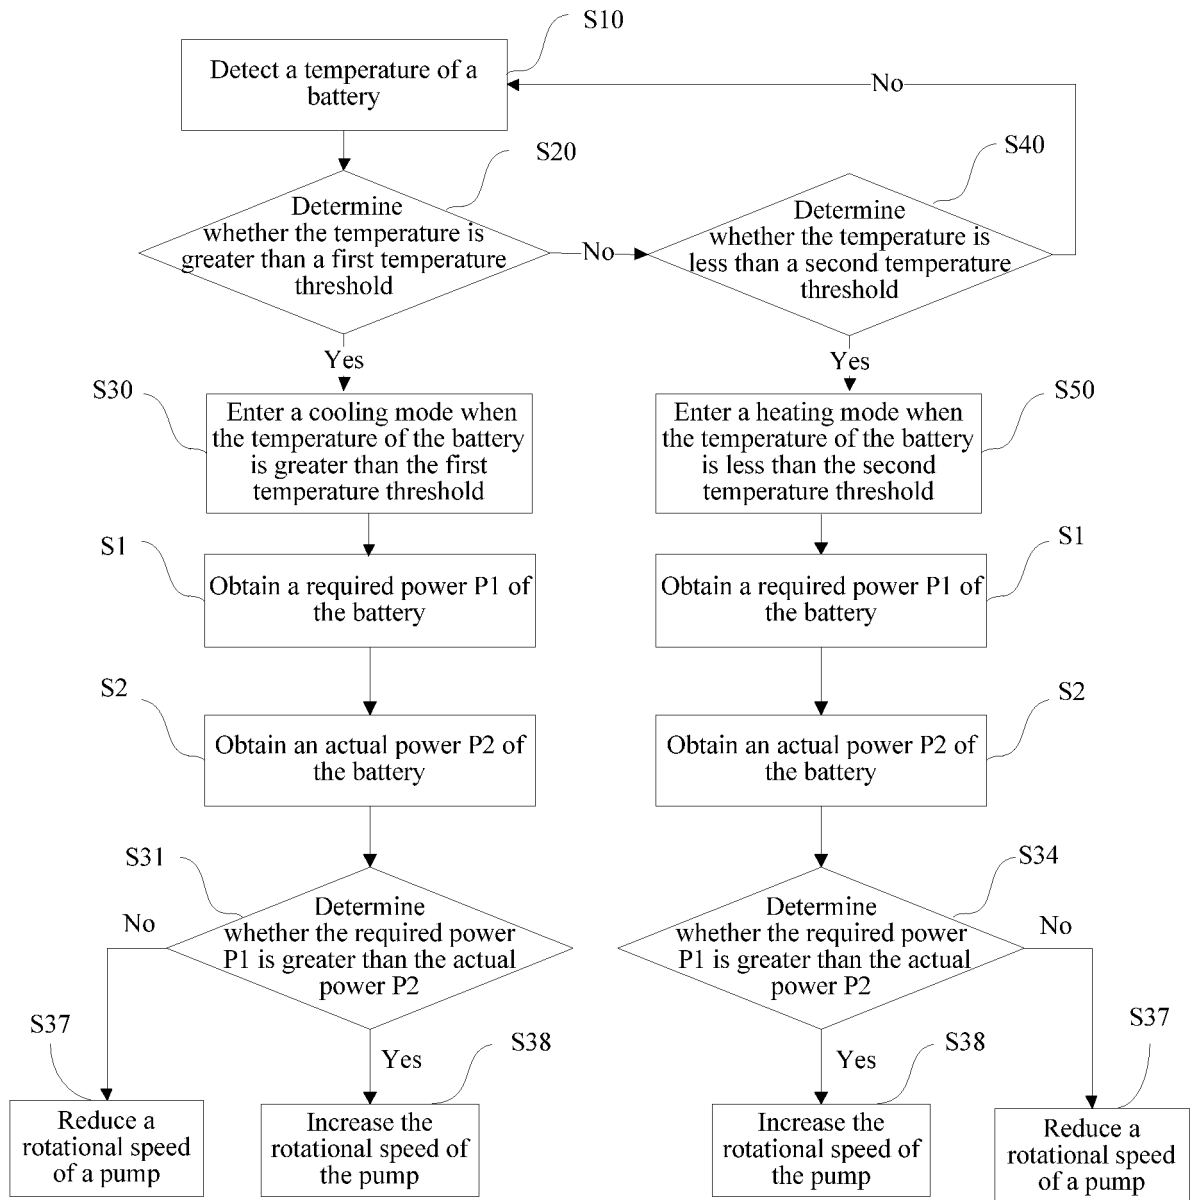 S10
Detect a temperature of a
battery
No
S20
S40
Determine
whether the temperature is
greater than a first temperature
threshold
No
Determine
whether the temperature is
less than a second temperature
threshold
Yes
Yes
S30
Enter a cooling mode when
the temperature of the battery
is greater than the first
temperature threshold
Enter a heating mode when
the temperature of the battery
is less than the second
temperature threshold
S50
S1
Obtain a required power P1 of
the battery
Obtain a required power P1 of
the battery
S1
S2
Obtain an actual power P2 of
the battery
Obtain an actual power P2 of
the battery
S2
S31
S34
No
Determine
whether the required power
P1 is greater than the actual
power P2
Determine
whether the required power
P1 is greater than the actual
power P2
No
S37
Yes
S38
Yes
S38
S37
Reduce a
rotational speed
of a pump
Increase the
rotational speed of
the pump
Increase the
rotational speed of
the pump
Reduce a
rotational speed
of a pump